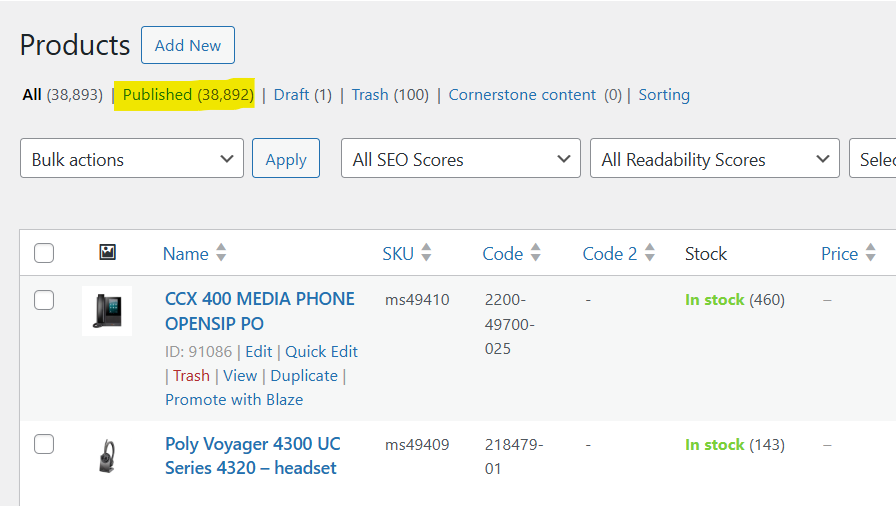 Products Add New
All (38,893) | Published (38,892) | Draft (1) | Trash (100) | Cornerstone content (0) | Sorting
Bulk actions Apply All SEO Scores All Readability Scores
Name SKU Code Code 2 Stock Price
CCX 400 MEDIA PHONE ms49410 2200- - In stock (460) –
OPENSIP PO 49700-
ID: 91086 | Edit | Quick Edit 025
| Trash | View | Duplicate |
Promote with Blaze
Poly Voyager 4300 UC ms49409 218479- - In stock (143) –
Series 4320 – headset 01